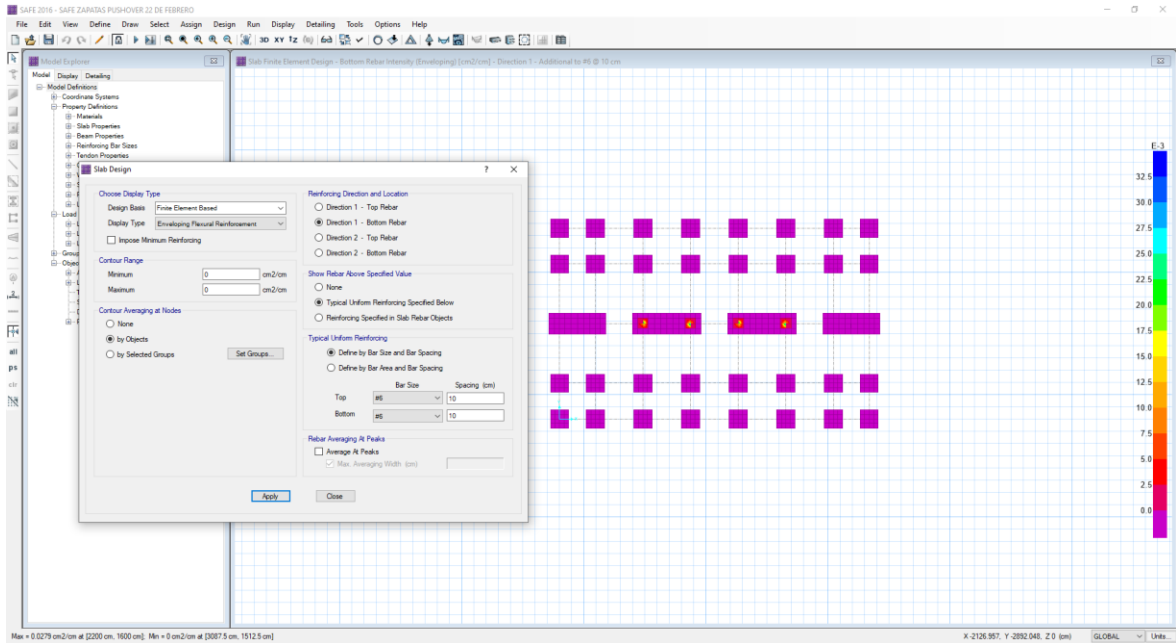 SAFE 2016 - SAFE ZAPATAS PUSHOVER 22 DE FEBRERO
File Edit View Define Draw Select Assign Design Run Display Detailing Tools Options Help
3D XY
Model Explorer
Model Display Detailing
Model Definitions
Coordinate Systems
Property Definitions
Materials
Slab Properties
Beam Properties
Reinforcing Bar Sizes
Tendon Properties
Load
Group
Objec
all
ps
clr
Slab Finite Element Design - Bottom Rebar Intensity (Enveloping) [cm2/cm] - Direction 1 - Additional to #6 @ 10 cm
Slab Design
?
Choose Display Type
Design Basis Finite Element Based
Display Type Enveloping Flexural Reinforcement
Impose Minimum Reinforcing
Contour Range
Minimum 0 cm2/cm
Maximum 0 cm2/cm
Contour Averaging at Nodes
None
by Objects
by Selected Groups Set Groups...
Reinforcing Direction and Location
Direction 1 - Top Rebar
Direction 1 - Bottom Rebar
Direction 2 - Top Rebar
Direction 2 - Bottom Rebar
Show Rebar Above Specified Value
None
Typical Uniform Reinforcing Specified Below
Reinforcing Specified in Slab Rebar Objects
Typical Uniform Reinforcing
Define by Bar Size and Bar Spacing
Define by Bar Area and Bar Spacing
Bar Size Spacing (cm)
Top #6 10
Bottom #6 10
Rebar Averaging At Peaks
Average At Peaks
Max. Averaging Width (cm)
Apply Close
E-3
32.5
30.0
27.5
25.0
22.5
20.0
17.5
15.0
12.5
10.0
7.5
5.0
2.5
0.0
Max = 0.0279 cm2/cm at [2200 cm, 1600 cm]; Min = 0 cm2/cm at [3087.5 cm, 1512.5 cm]
X -2126.957, Y -2892.048, Z 0 (cm) GLOBAL Units...